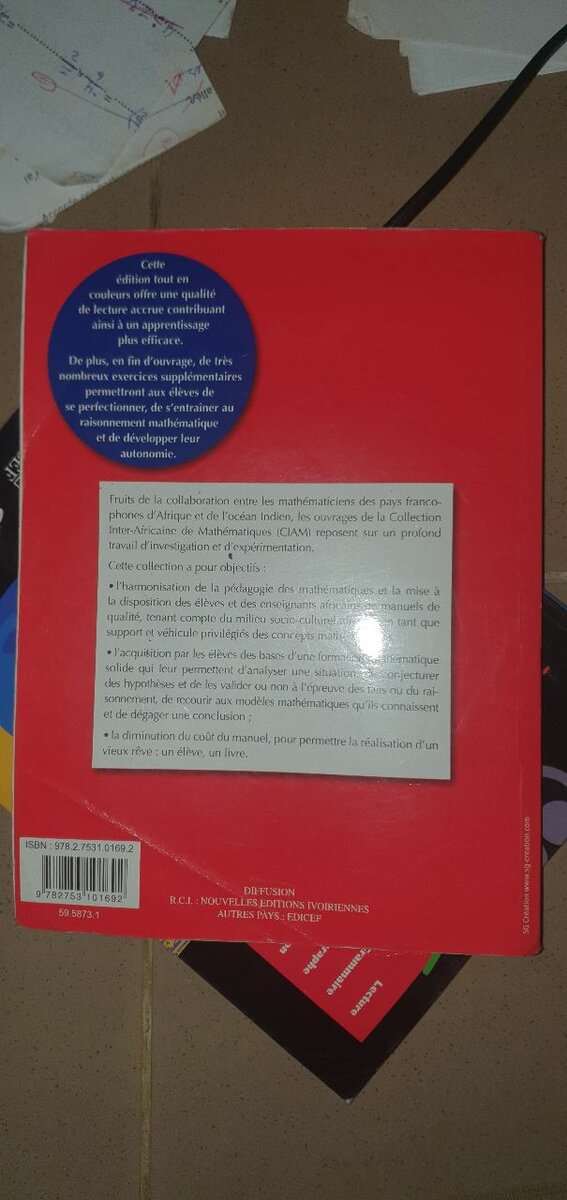 Cette
édition tout en
couleurs offre une qualité
de lecture accrue contribuant
ainsi à un apprentissage
plus efficace.
De plus, en fin d'ouvrage, de très
nombreux exercices supplémentaires
permettront aux élèves de
se perfectionner, de s'entraîner au
raisonnement mathématique
et de développer leur
autonomie.
Fruits de la collaboration entre les mathématiciens des pays franco-
phones d'Afrique et de l'océan Indien, les ouvrages de la Collection
Inter-Africaine de Mathématiques (CIAM) reposent sur un profond
travail d'investigation et d'expérimentation.
Cette collection a pour objectifs :
• l'harmonisation de la pédagogie des mathématiques et la mise à
la disposition des élèves et des enseignants africains de manuels de
qualité, tenant compte du milieu socio-culturel en tant que
support et véhicule privilégiés des concepts
• l'acquisition par les élèves des bases d'une formation mathématique
solide qui leur permettent d'analyser une situation, de conjecturer
des hypothèses et de les valider ou non à l'épreuve des faits ou du rai-
sonnement, de recourir aux modèles mathématiques qu'ils connaissent
et de dégager une conclusion ;
• la diminution du coût du manuel, pour permettre la réalisation d'un
vieux rêve : un élève, un livre.
ISBN : 978.2.7531.0169.2
9 782753 101692
59.5873.1
DIFFUSION
R.C.I. : NOUVELLES EDITIONS IVOIRIENNES
AUTRES PAYS : EDICEF
SG Création www.sg-creation.com
Lecture
Grammaire